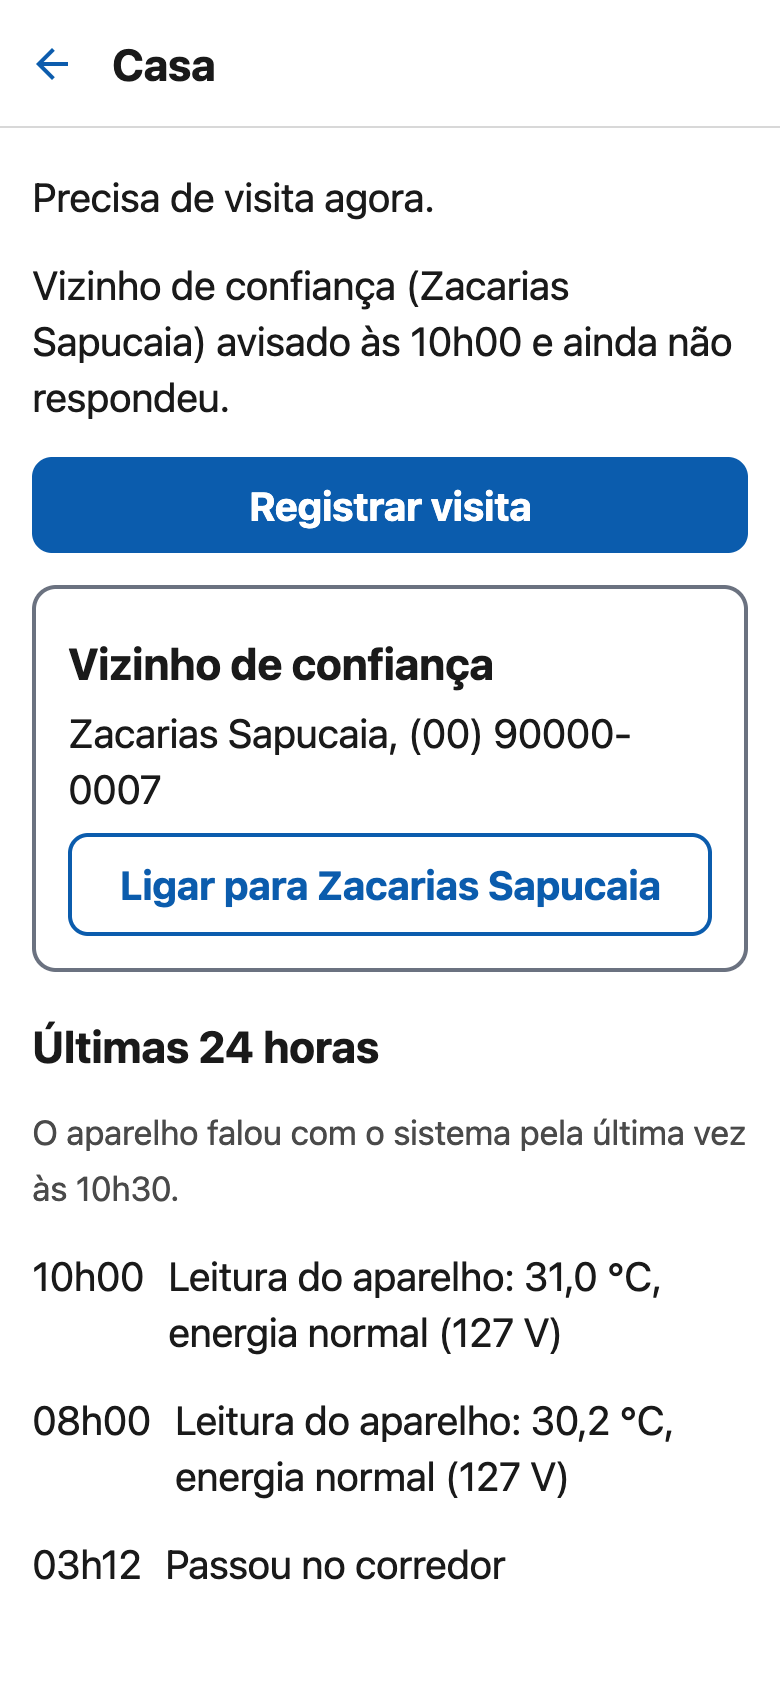 Casa
Precisa de visita agora.
Vizinho de confiança (Zacarias
Sapucaia) avisado às 10h00 e ainda não
respondeu.
Registrar visita
Vizinho de confiança
Zacarias Sapucaia, (00) 90000-
0007
Ligar para Zacarias Sapucaia
Últimas 24 horas
O aparelho falou com o sistema pela última vez
às 10h30.
10h00 Leitura do aparelho: 31,0 °C,
energia normal (127 V)
08h00 Leitura do aparelho: 30,2 °C,
energia normal (127 V)
03h12 Passou no corredor